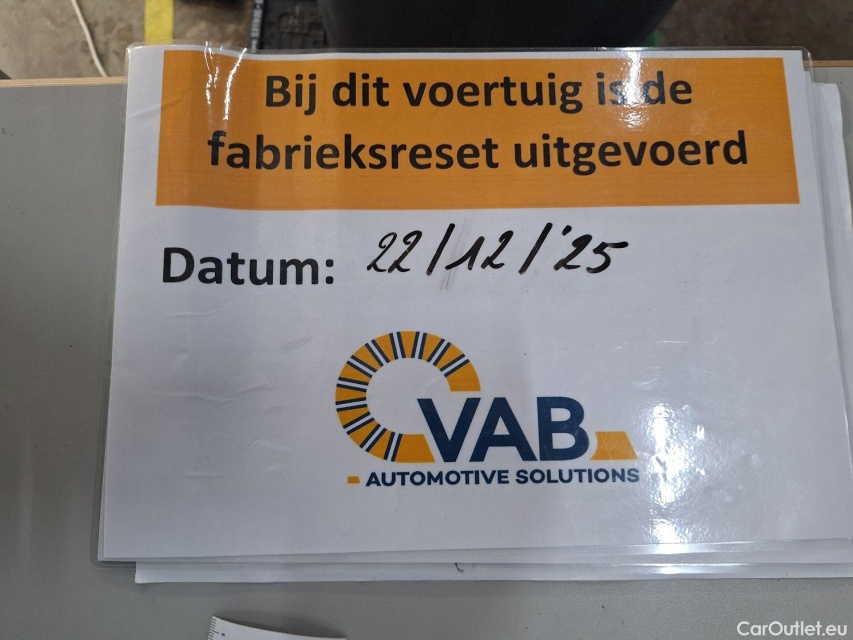 Bij dit voertuig is de
fabrieksreset uitgevoerd
Datum: 22/12/'25
VAB
AUTOMOTIVE SOLUTIONS
CarOutlet.eu